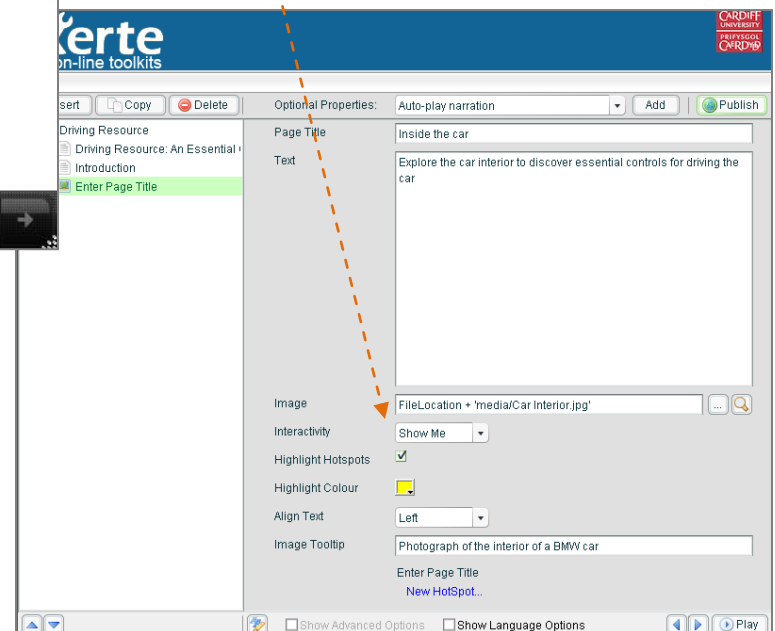 erte
on-line toolkits
CARDIFF
UNIVERSITY
PRIFYSGOL
CAERDYDD
sert
Copy
Delete
Optional Properties:
Auto-play narration
Add
Publish
Driving Resource
Driving Resource: An Essential
Introduction
Enter Page Title
Page Title
Inside the car
Text
Explore the car interior to discover essential controls for driving the
car
Image
FileLocation + 'media/Car Interior.jpg'
...
Interactivity
Show Me
Highlight Hotspots
Highlight Colour
Align Text
Left
Image Tooltip
Photograph of the interior of a BMW car
Enter Page Title
New HotSpot...
Show Advanced Options
Show Language Options
Play